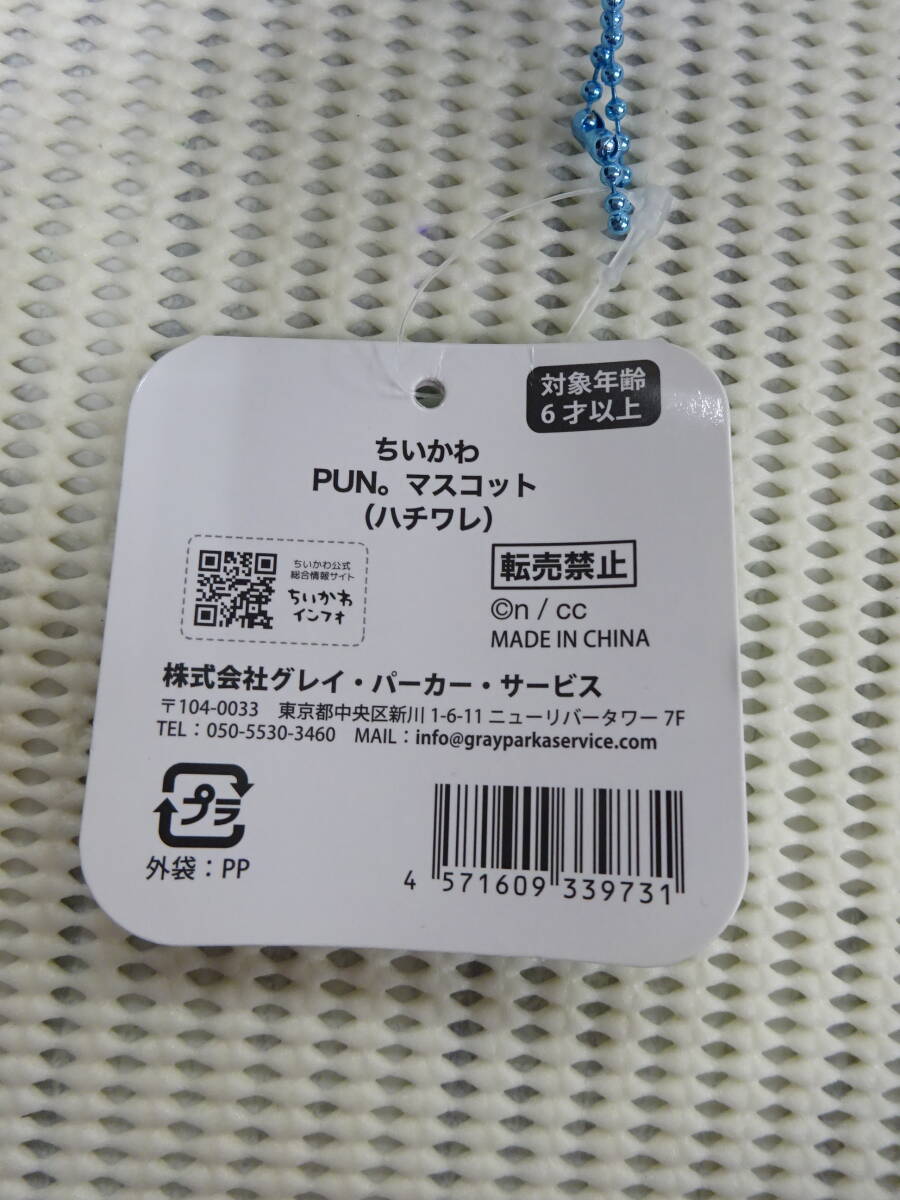 対象年齢
6才以上
ちいかわ
PUN。マスコット
（ハチワレ）
ちいかわ公式
総合情報サイト
ちいかわ
インフォ
転売禁止
©n / cc
MADE IN CHINA
株式会社グレイ・パーカー・サービス
〒104-0033　東京都中央区新川 1-6-11 ニューリバータワー 7F
TEL：050-5530-3460　MAIL：info@grayparkaservice.com
プラ
外袋：PP
4 571609 339731